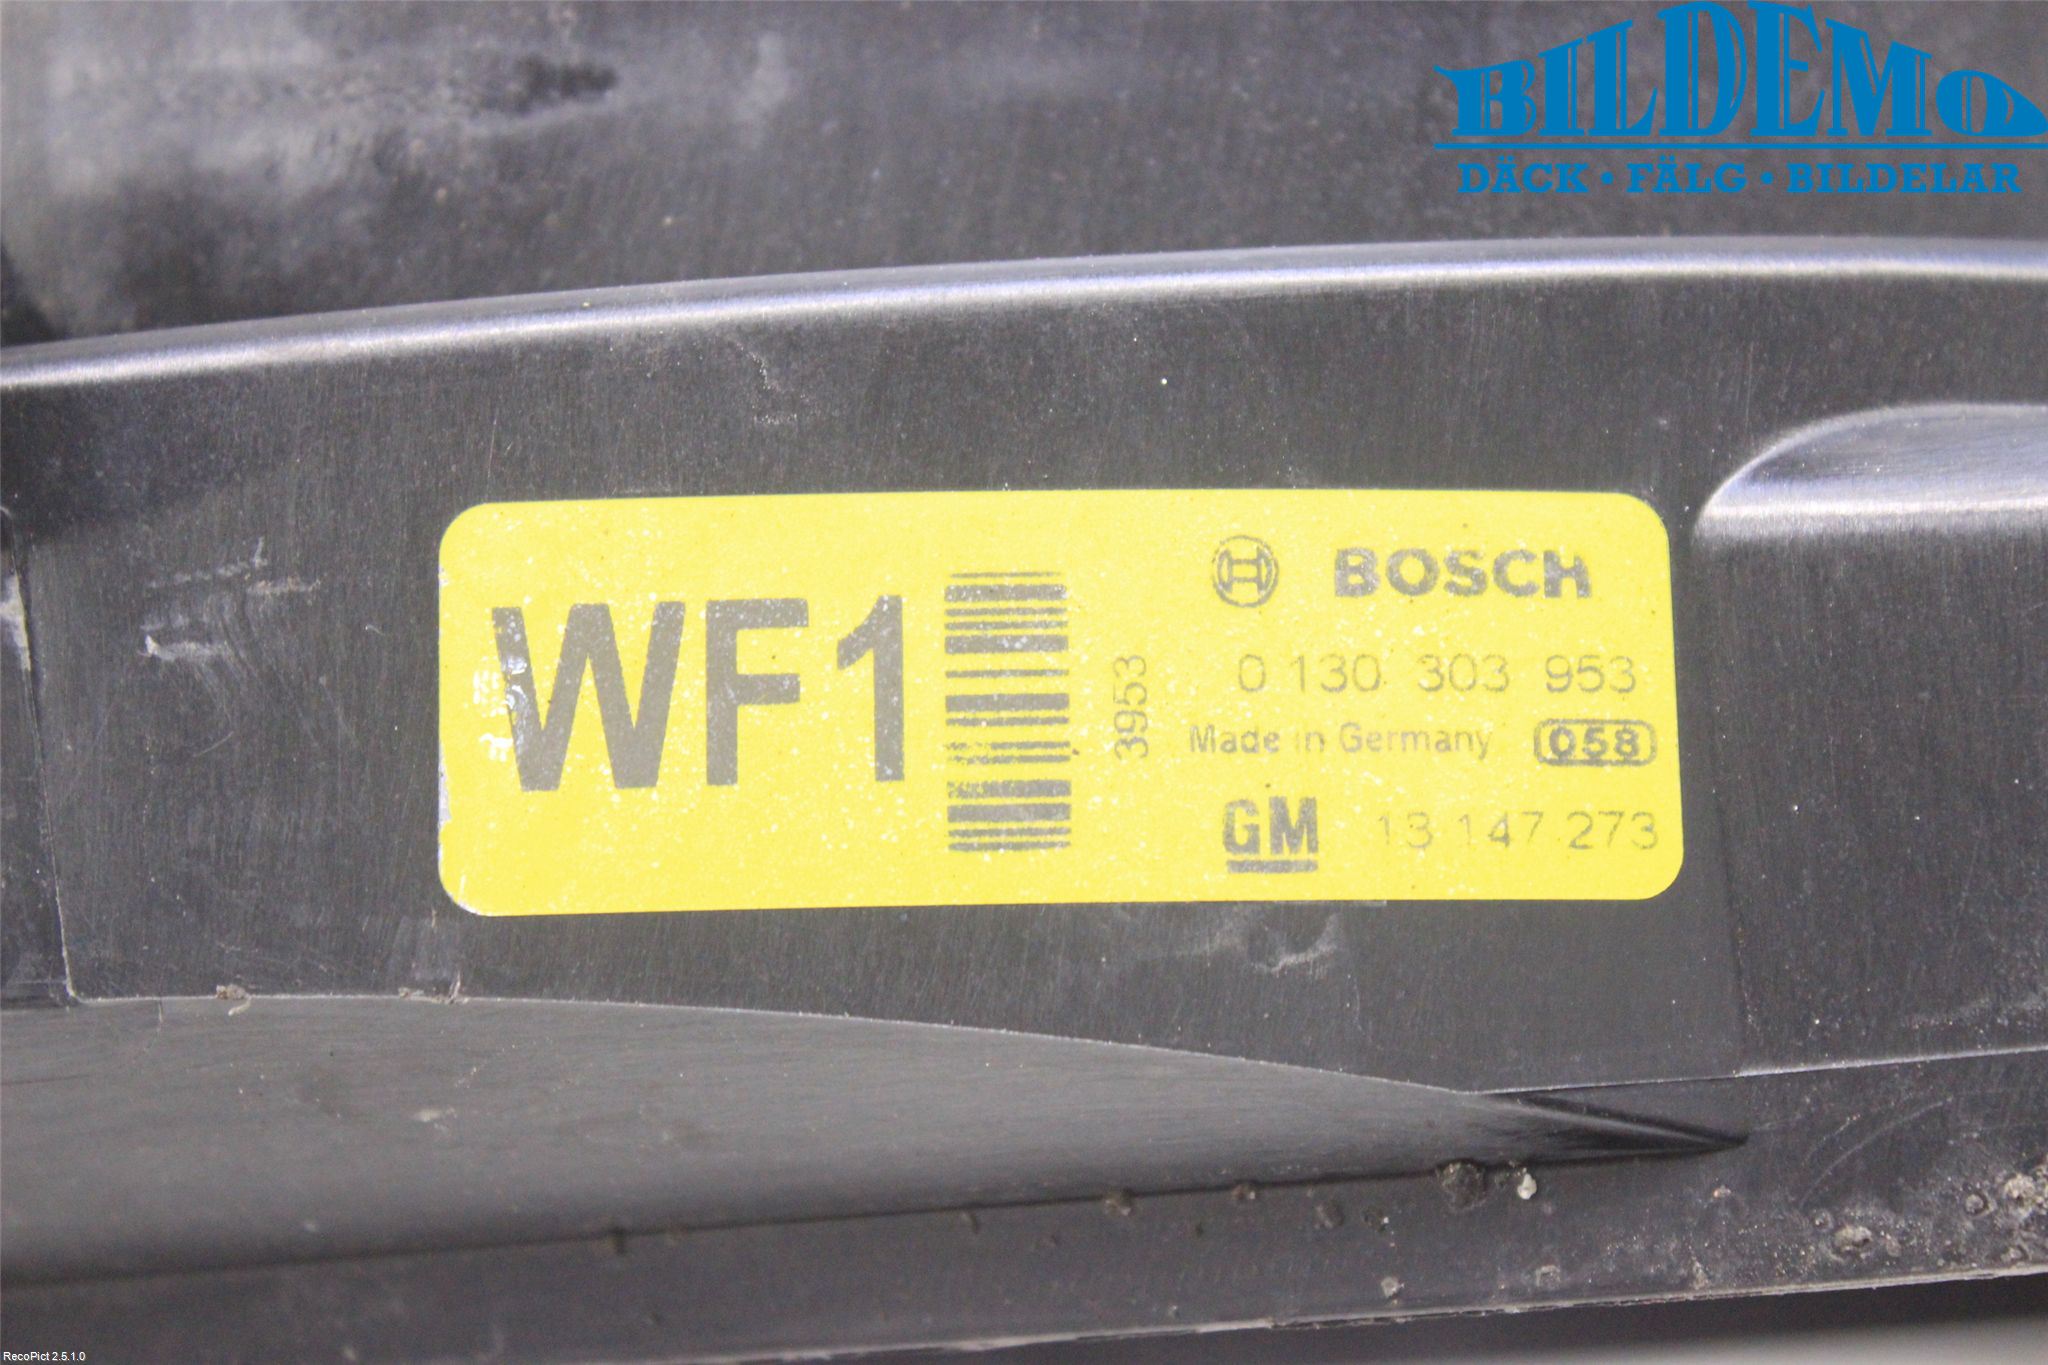 BILDEMO
DÄCK • FÄLG • BILDELAR
WF1
3953
BOSCH
0 130 303 953
Made in Germany 058
GM 13 147 273
RecoPict 2.5.1.0